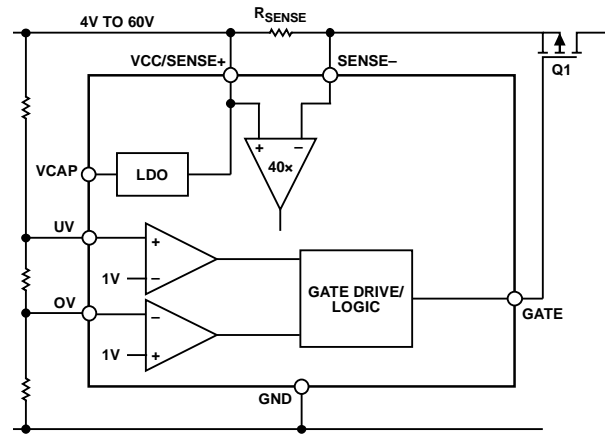 4V TO 60V
RSENSE
VCC/SENSE+
SENSE–
Q1
+
–
40×
VCAP
LDO
UV
+
1V
–
GATE DRIVE/
LOGIC
OV
–
1V
+
GATE
GND